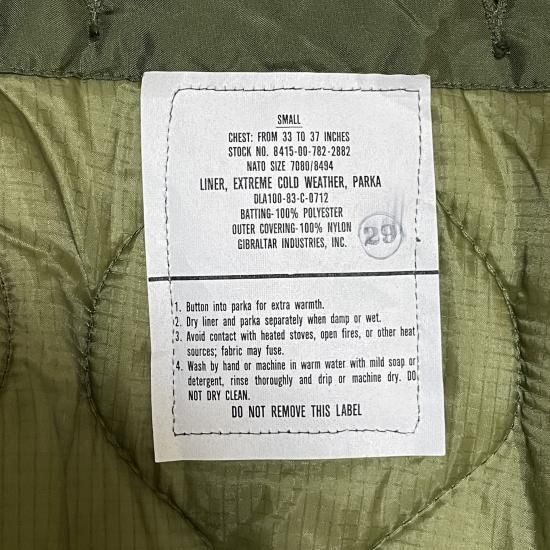 SMALL
CHEST: FROM 33 TO 37 INCHES
STOCK NO. 8415-00-782-2882
NATO SIZE 7080/8494
LINER, EXTREME COLD WEATHER, PARKA
DLA100-83-C-0712
BATTING-100% POLYESTER
OUTER COVERING-100% NYLON
GIBRALTAR INDUSTRIES, INC.
29
1. Button into parka for extra warmth.
2. Dry liner and parka separately when damp or wet.
3. Avoid contact with heated stoves, open fires, or other heat
sources; fabric may fuse.
4. Wash by hand or machine in warm water with mild soap or
detergent, rinse thoroughly and drip or machine dry. DO
NOT DRY CLEAN.
DO NOT REMOVE THIS LABEL